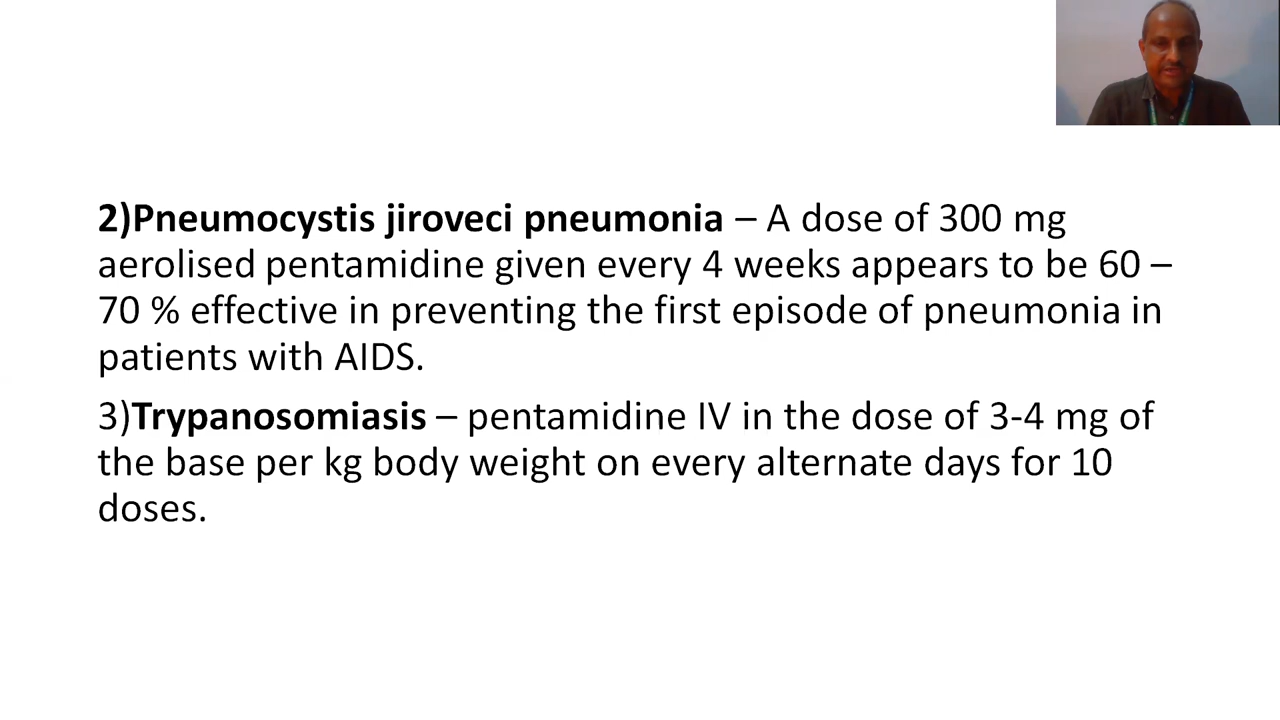 2)Pneumocystis jiroveci pneumonia – A dose of 300 mg
aerolised pentamidine given every 4 weeks appears to be 60 –
70 % effective in preventing the first episode of pneumonia in
patients with AIDS.
3)Trypanosomiasis – pentamidine IV in the dose of 3-4 mg of
the base per kg body weight on every alternate days for 10
doses.